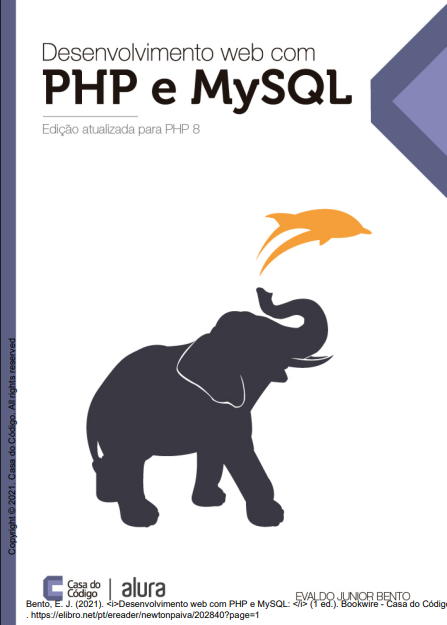 Desenvolvimento web com
PHP e MySQL
Edição atualizada para PHP 8
Copyright © 2021. Casa do Código. All rights reserved
Casa do
Código
alura
EVALDO JUNIOR BENTO
Bento, E. J. (2021). <i>Desenvolvimento web com PHP e MySQL: </i> (1 ed.). Bookwire - Casa do Códig
. https://elibro.net/pt/ereader/newtonpaiva/202840?page=1